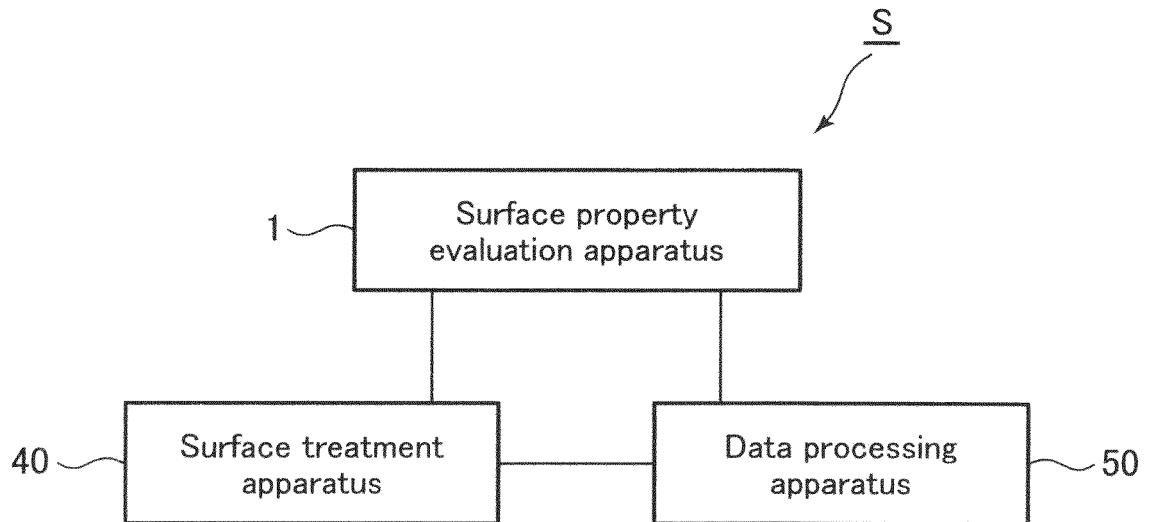 S
1
Surface property
evaluation apparatus
40
Surface treatment
apparatus
Data processing
apparatus
50